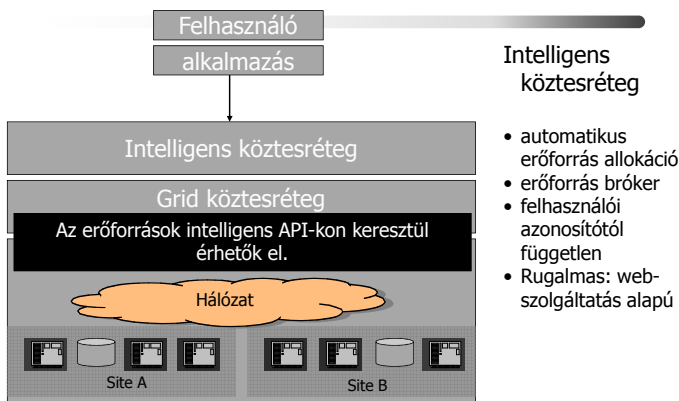 Felhasználó
alkalmazás
Intelligens köztesréteg
Grid köztesréteg
Az erőforrások intelligens API-kon keresztül
érhetők el.
Hálózat
Site A
Site B
Intelligens
köztesréteg
• automatikus
erőforrás allokáció
• erőforrás bróker
• felhasználói
azonosítótól
független
• Rugalmas: web-
szolgáltatás alapú